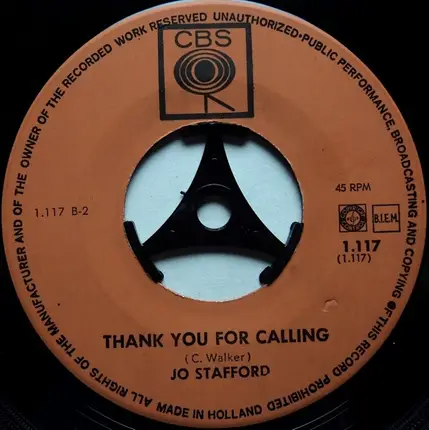 ALL RIGHTS OF THE MANUFACTURER AND OF THE OWNER OF THE RECORDED WORK RESERVED UNAUTHORIZED·PUBLIC PERFORMANCE, BROADCASTING AND COPYING OF THIS RECORD PROHIBITED
CBS
1.117 B-2
45 RPM
B.I.E.M.
1.117
(1.117)
THANK YOU FOR CALLING
(C. Walker)
JO STAFFORD
MADE IN HOLLAND